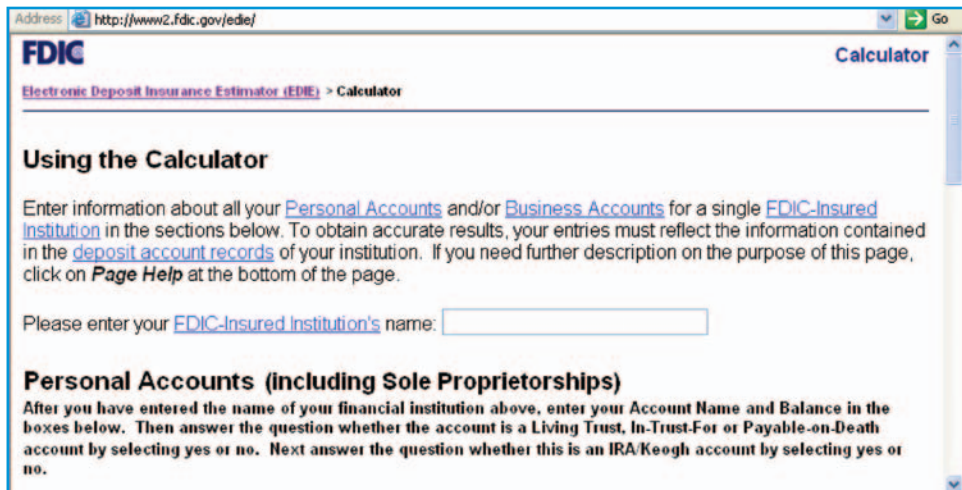 Address http://www2.fdic.gov/edie/ Go
FDIC Calculator
Electronic Deposit Insurance Estimator (EDIE) > Calculator
Using the Calculator
Enter information about all your Personal Accounts and/or Business Accounts for a single FDIC-Insured
Institution in the sections below. To obtain accurate results, your entries must reflect the information contained
in the deposit account records of your institution. If you need further description on the purpose of this page,
click on Page Help at the bottom of the page.
Please enter your FDIC-Insured Institution's name:
Personal Accounts (including Sole Proprietorships)
After you have entered the name of your financial institution above, enter your Account Name and Balance in the
boxes below. Then answer the question whether the account is a Living Trust, In-Trust-For or Payable-on-Death
account by selecting yes or no. Next answer the question whether this is an IRA/Keogh account by selecting yes or
no.